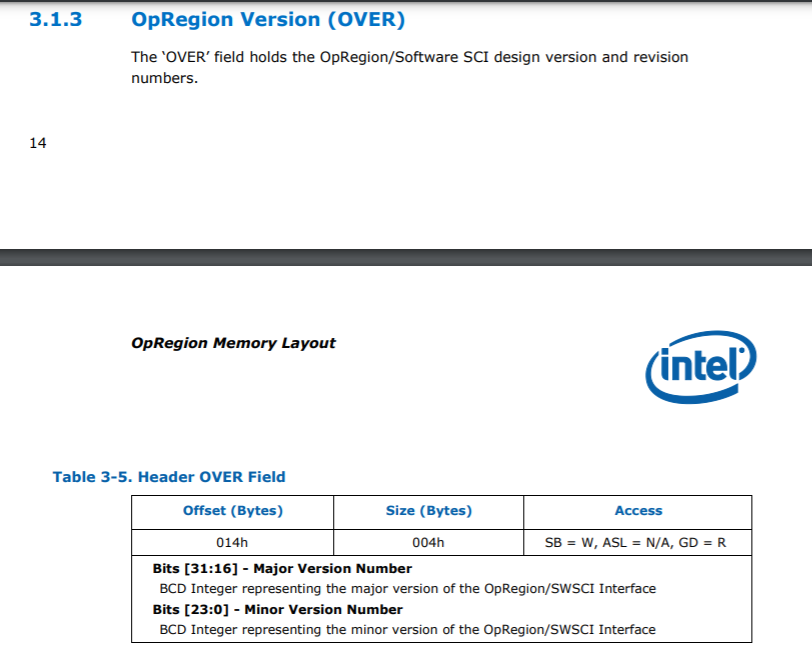 3.1.3 OpRegion Version (OVER)
The ‘OVER’ field holds the OpRegion/Software SCI design version and revision
numbers.
14
OpRegion Memory Layout
intel
Table 3-5. Header OVER Field
Offset (Bytes) Size (Bytes) Access
014h 004h SB = W, ASL = N/A, GD = R
Bits [31:16] - Major Version Number
BCD Integer representing the major version of the OpRegion/SWSCI Interface
Bits [23:0] - Minor Version Number
BCD Integer representing the minor version of the OpRegion/SWSCI Interface